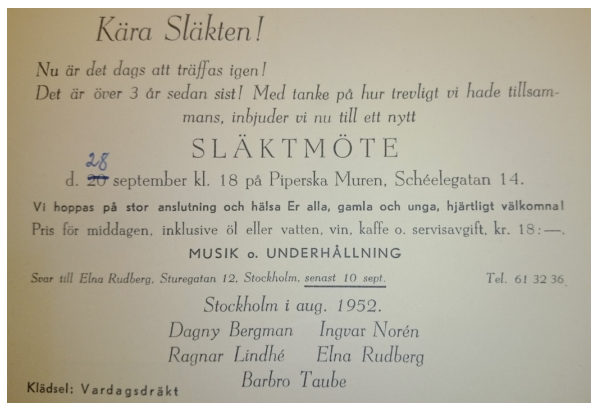 Kära Släkten!
Nu är det dags att träffas igen!
Det är över 3 år sedan sist! Med tanke på hur trevligt vi hade tillsam-
mans, inbjuder vi nu till ett nytt
SLÄKTMÖTE
28
d. 20 september kl. 18 på Piperska Muren, Schéelegatan 14.
Vi hoppas på stor anslutning och hälsa Er alla, gamla och unga, hjärtligt välkomna!
Pris för middagen, inklusive öl eller vatten, vin, kaffe o. servisavgift, kr. 18:—.
MUSIK o. UNDERHÅLLNING
Svar till Elna Rudberg, Sturegatan 12, Stockholm, senast 10 sept. Tel. 61 32 36
Stockholm i aug. 1952.
Dagny Bergman Ingvar Norén
Ragnar Lindhé Elna Rudberg
Barbro Taube
Klädsel: Vardagsdräkt